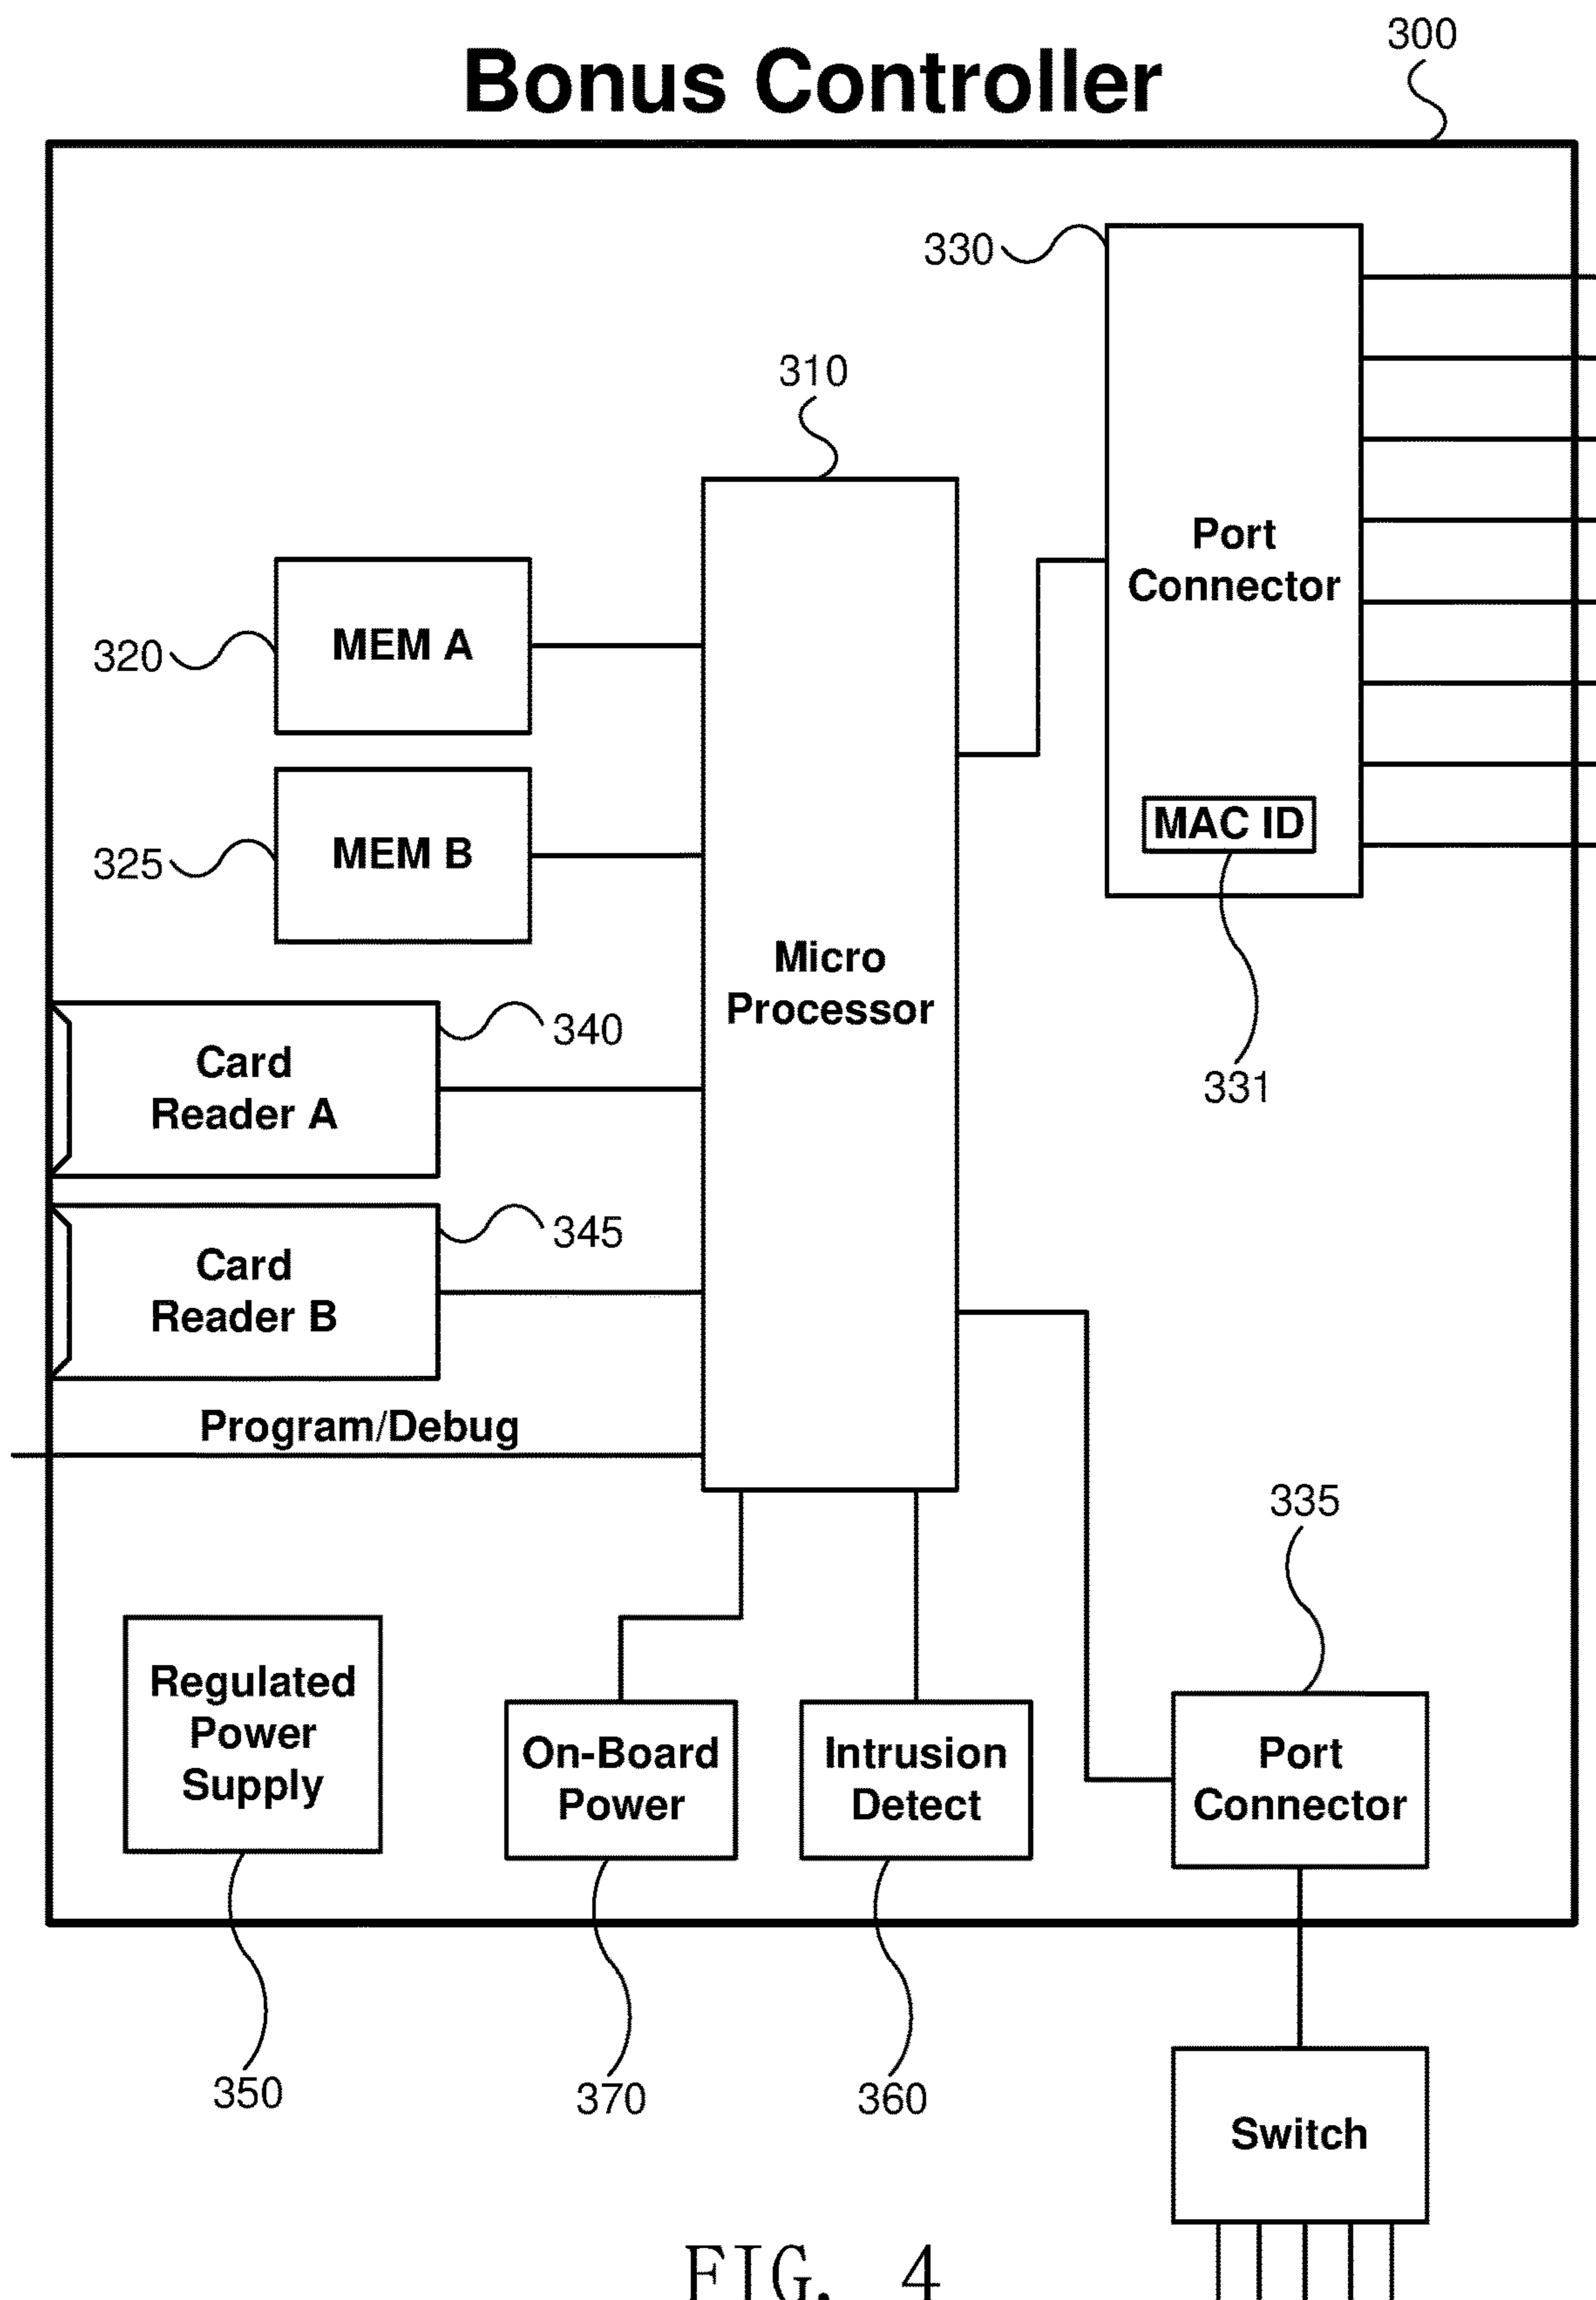 Bonus Controller
300
330
310
Port
Connector
MEM A
320
MAC ID
MEM B
325
Micro
Processor
340
Card
Reader A
331
345
Card
Reader B
Program/Debug
335
Regulated
Power
Supply
On-Board
Power
Intrusion
Detect
Port
Connector
350
370
360
Switch
FIG. 4